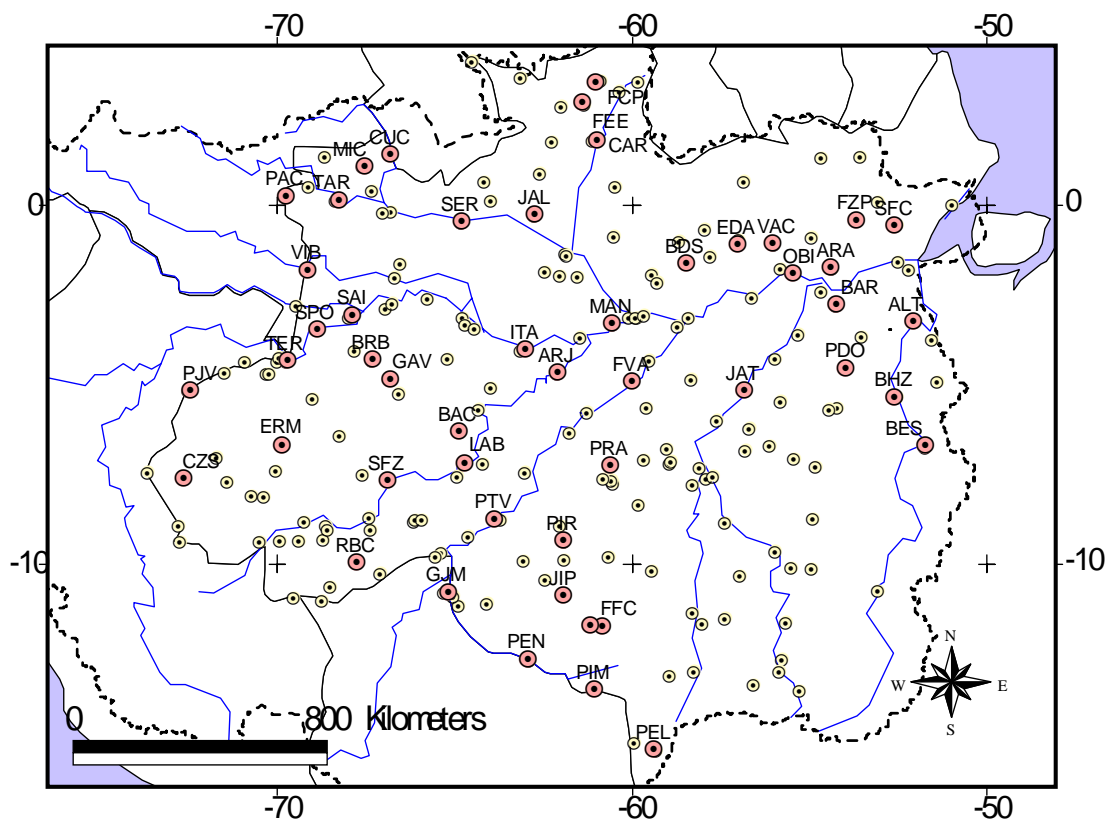 -70 -60 -50
FCP
FEE
CUC
CAR
MIC
PAC TAR
JAL FZP
0 SER SFC 0
EDA VAC
VIB BDS OBI ARA
SAI BAR
SPO MAN ALT
TER BRB ITA
GAV ARJ FVA PDO
PJV JAT BHZ
BAC
ERM BES
LAB PRA
CZS SFZ
PTV
PIR
-10 RBC -10
GJM JIP
FFC
N
PEN
PIM W E
0 800 Kilometers
S
PEL
-70 -60 -50